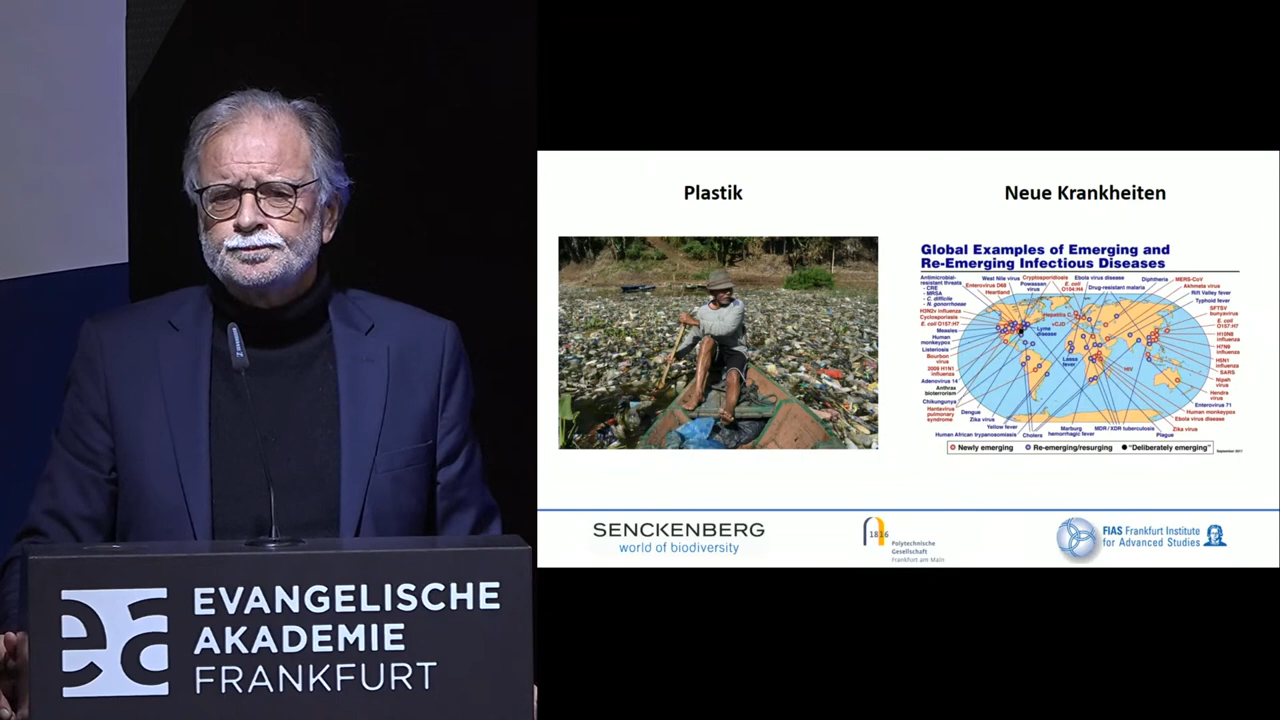 EVANGELISCHE
AKADEMIE
FRANKFURT
Plastik
Neue Krankheiten
Global Examples of Emerging and
Re-Emerging Infectious Diseases
Antimicrobial-
resistant threats
- CRE
- MRSA
- C. difficile
- N. gonorrhoeae
H3N2v influenza
Cyclosporiasis
E. coli O157:H7
Measles
Human
monkeypox
Listeriosis
Bourbon
virus
2009 H1N1
influenza
Adenovirus 14
Anthrax
bioterrorism
Chikungunya
Hantavirus
pulmonary
syndrome
Dengue
Zika virus
Yellow fever
Human African trypanosomiasis
Cholera
Marburg
hemorrhagic fever
MDR / XDR tuberculosis
Plague
West Nile virus
Enterovirus D68
Heartland
Cryptosporidiosis
Powassan
virus
E. coli
O104:H4
Ebola virus disease
Drug-resistant malaria
Diphtheria
MERS-CoV
Akhmeta virus
Rift Valley fever
Typhoid fever
SFTSV
bunyavirus
E. coli
O157:H7
H10N8
influenza
H7N9
influenza
H5N1
influenza
SARS
Nipah
virus
Hendra
virus
Enterovirus 71
Human monkeypox
Ebola virus disease
Zika virus
Hepatitis C
vCJD
Lyme
disease
Lassa
fever
HIV
Newly emerging
Re-emerging/resurging
"Deliberately emerging"
September 2017
SENCKENBERG
world of biodiversity
1816
Polytechnische
Gesellschaft
Frankfurt am Main
FIAS Frankfurt Institute
for Advanced Studies